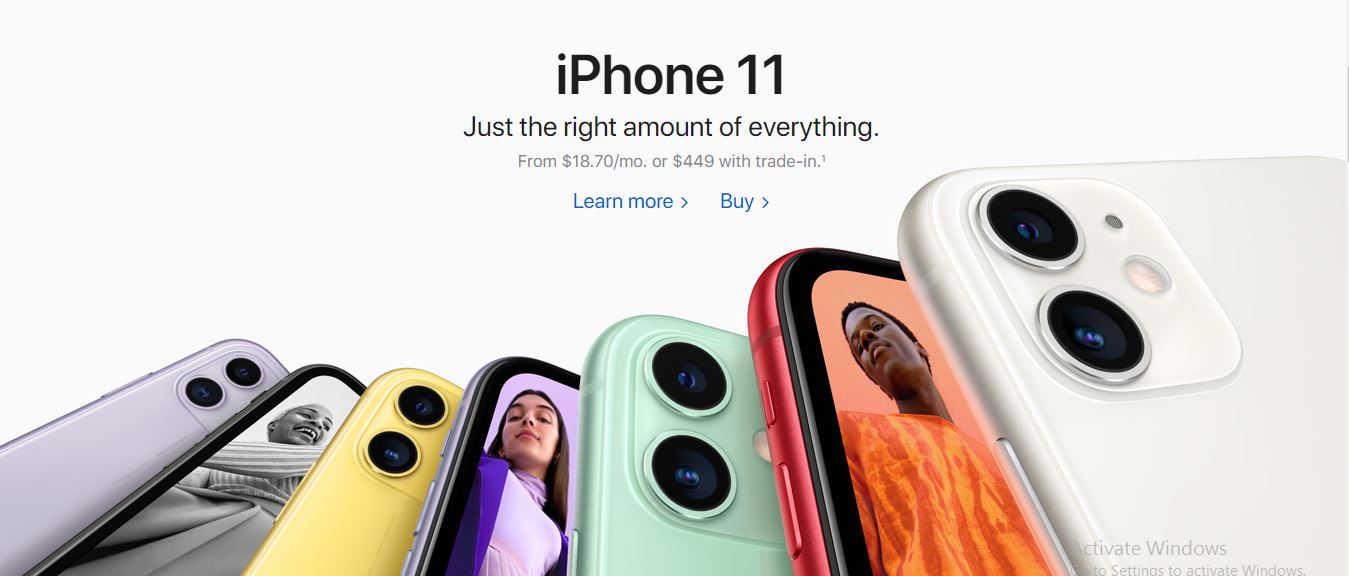 iPhone 11
Just the right amount of everything.
From $18.70/mo. or $449 with trade-in.¹
Learn more > Buy >
Activate Windows
Go to Settings to activate Windows.